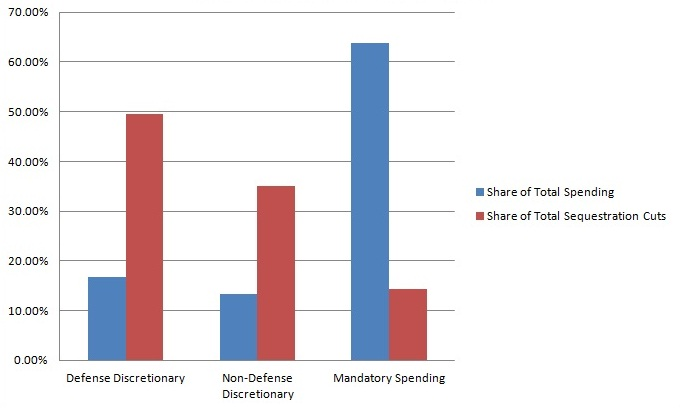 70.00%
60.00%
50.00%
40.00%
30.00%
20.00%
10.00%
0.00%
Defense Discretionary
Non-Defense
Discretionary
Mandatory Spending
Share of Total Spending
Share of Total Sequestration Cuts